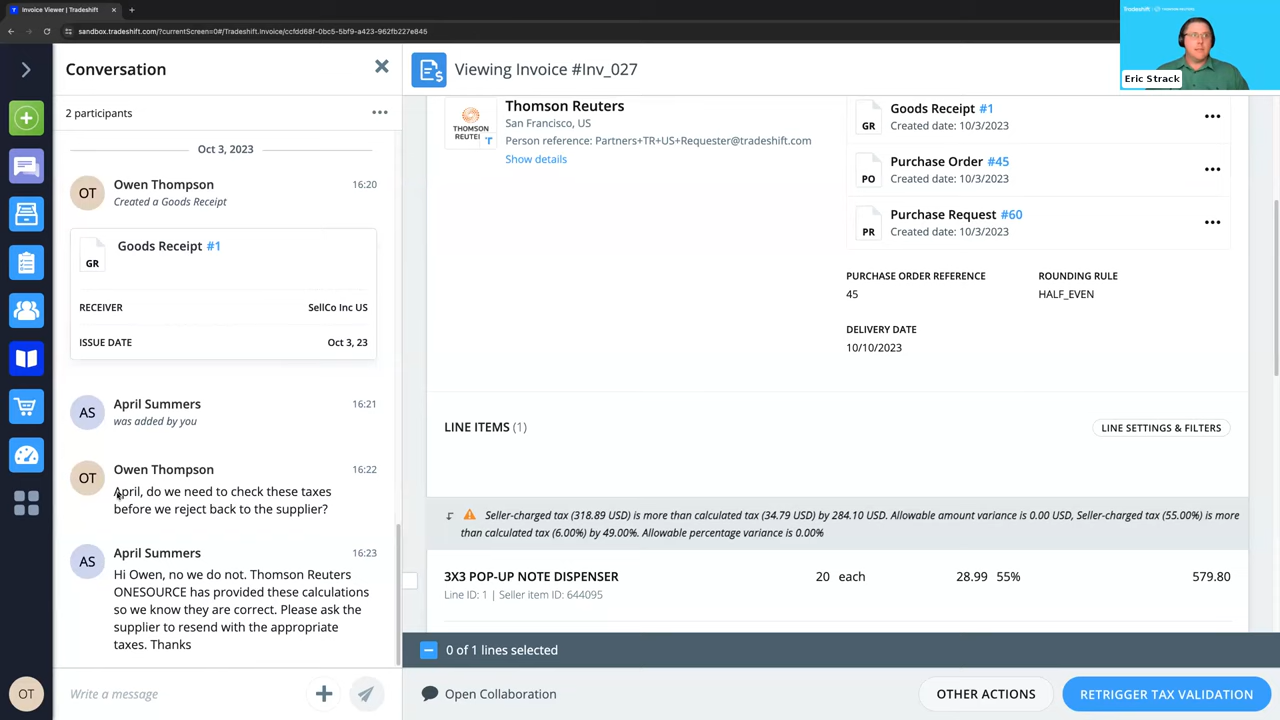 Invoice Viewer | Tradeshift
sandbox.tradeshift.com/?currentScreen=0#/Tradeshift.Invoice/ccfdd68f-0bc5-5bf9-a423-962fb227e845
Tradeshift
THOMSON REUTERS
Eric Strack
Conversation
2 participants
Oct 3, 2023
Owen Thompson 16:20
Created a Goods Receipt
Goods Receipt #1
GR
RECEIVER SellCo Inc US
ISSUE DATE Oct 3, 23
AS
April Summers 16:21
was added by you
Owen Thompson 16:22
OT
April, do we need to check these taxes
before we reject back to the supplier?
April Summers 16:23
AS
Hi Owen, no we do not. Thomson Reuters
ONESOURCE has provided these calculations
so we know they are correct. Please ask the
supplier to resend with the appropriate
taxes. Thanks
OT
Write a message
Viewing Invoice #Inv_027
THOMSON
REUTEI
Thomson Reuters
San Francisco, US
Person reference: Partners+TR+US+Requester@tradeshift.com
Show details
GR
Goods Receipt #1
Created date: 10/3/2023
PO
Purchase Order #45
Created date: 10/3/2023
PR
Purchase Request #60
Created date: 10/3/2023
PURCHASE ORDER REFERENCE ROUNDING RULE
45 HALF_EVEN
DELIVERY DATE
10/10/2023
LINE ITEMS (1) LINE SETTINGS & FILTERS
Seller-charged tax (318.89 USD) is more than calculated tax (34.79 USD) by 284.10 USD. Allowable amount variance is 0.00 USD, Seller-charged tax (55.00%) is more
than calculated tax (6.00%) by 49.00%. Allowable percentage variance is 0.00%
3X3 POP-UP NOTE DISPENSER 20 each 28.99 55% 579.80
Line ID: 1 | Seller item ID: 644095
0 of 1 lines selected
Open Collaboration OTHER ACTIONS RETRIGGER TAX VALIDATION
OT